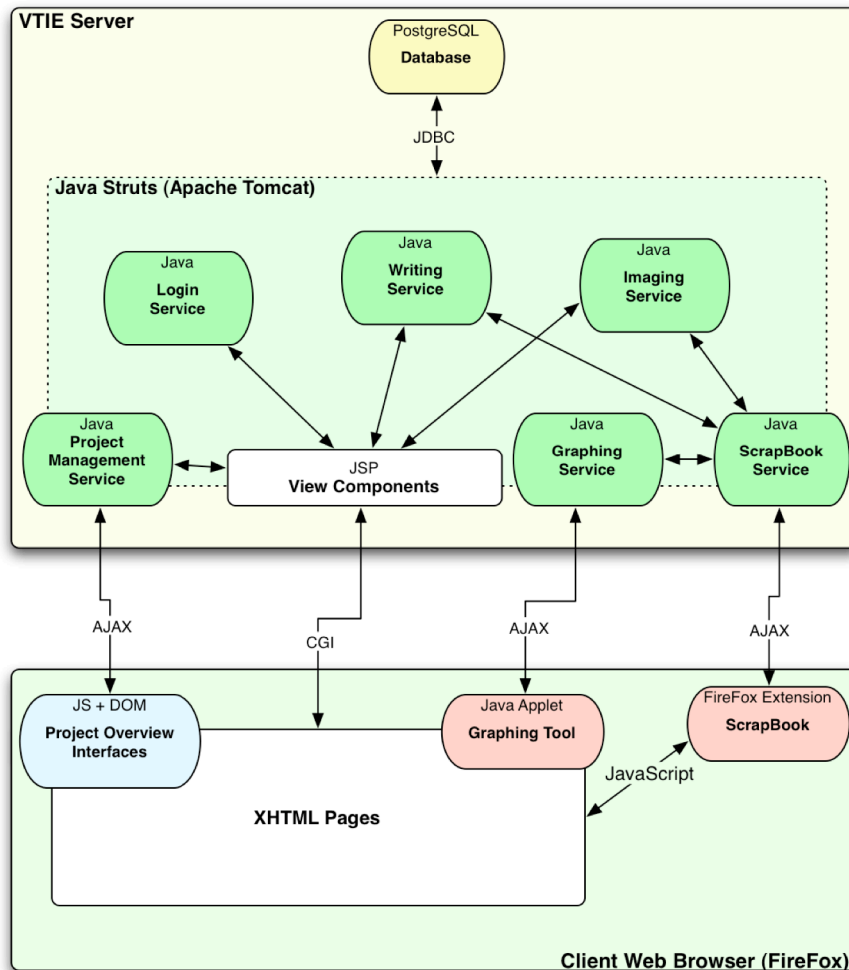 VTIE Server
PostgreSQL
Database
JDBC
Java Struts (Apache Tomcat)
Java
Login
Service
Java
Writing
Service
Java
Imaging
Service
Java
Project
Management
Service
JSP
View Components
Java
Graphing
Service
Java
ScrapBook
Service
AJAX
CGI
AJAX
AJAX
JS + DOM
Project Overview
Interfaces
Java Applet
Graphing Tool
FireFox Extension
ScrapBook
JavaScript
XHTML Pages
Client Web Browser (FireFox)